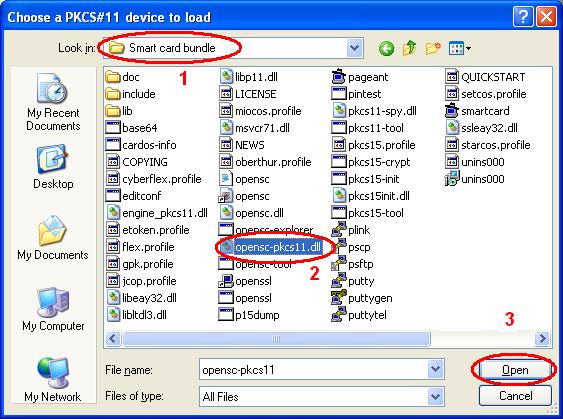 Choose a PKCS#11 device to load
Look in: Smart card bundle
1
My Recent Documents
Desktop
My Documents
My Computer
My Network
doc
include
lib
base64
cardos-info
COPYING
cyberflex.profile
editconf
engine_pkcs11.dll
etoken.profile
flex.profile
gpk.profile
jcop.profile
libeay32.dll
libltdl3.dll
libp11.dll
LICENSE
miocos.profile
msvcr71.dll
NEWS
oberthur.profile
opensc
opensc.dll
opensc-explorer
opensc-pkcs11.dll
opensc-tool
openssl
openssl
p15dump
2
pageant
pintest
pkcs11-spy.dll
pkcs11-tool
pkcs15-crypt
pkcs15-init
pkcs15init.dll
pkcs15-tool
plink
pscp
psftp
putty
puttygen
puttytel
QUICKSTART
setcos.profile
smartcard
ssleay32.dll
starcos.profile
unins000
unins000
3
File name: opensc-pkcs11
Open
Files of type: All Files
Cancel